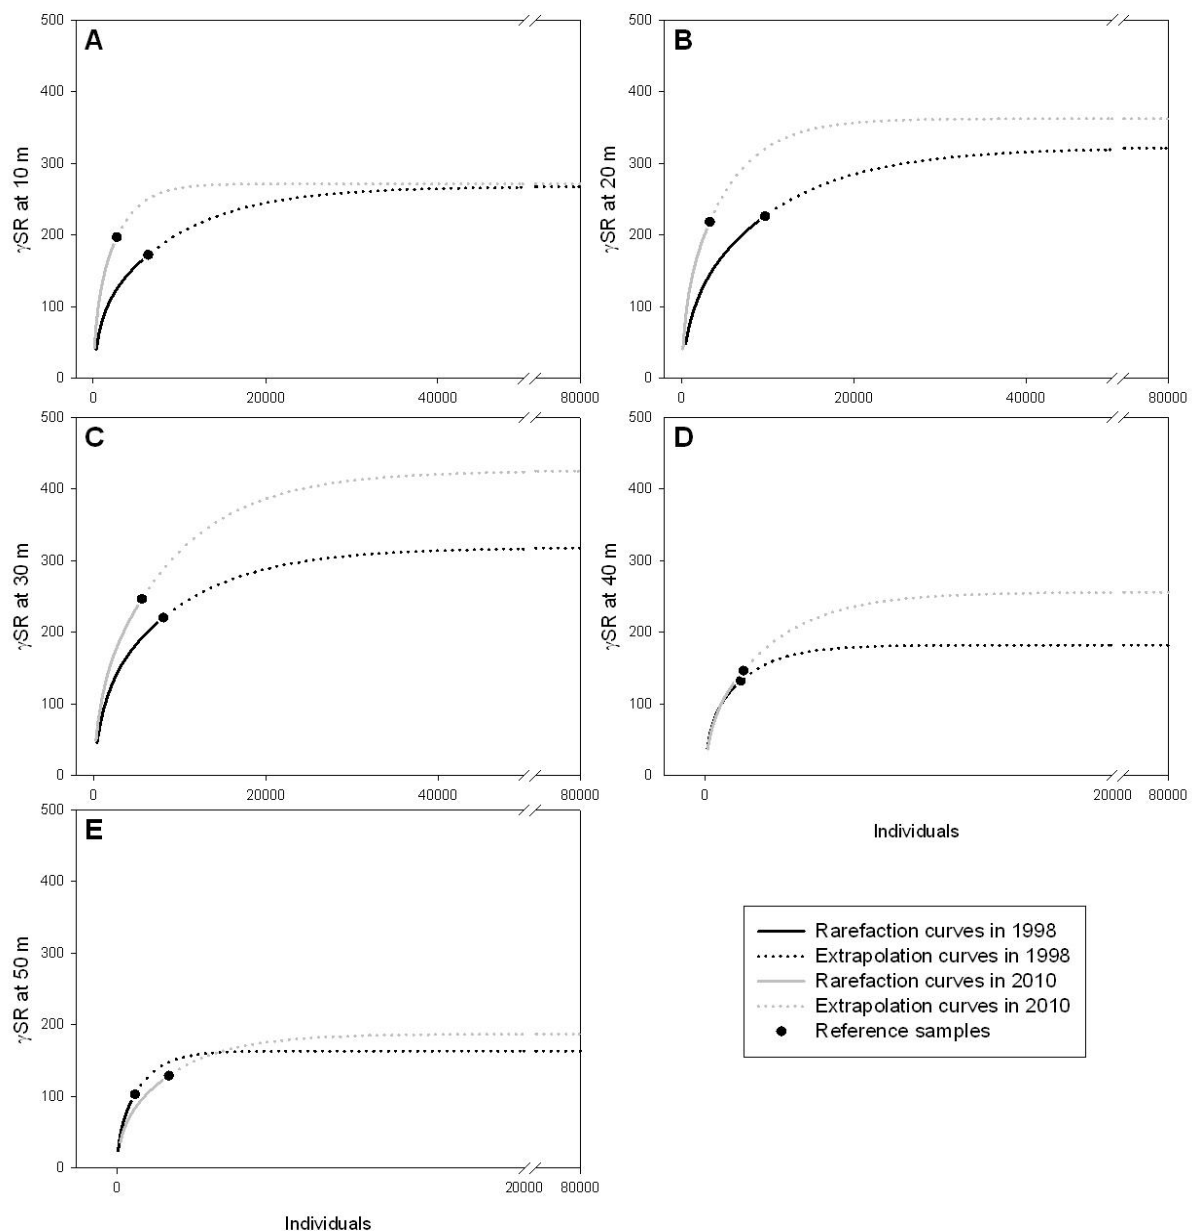 A
γSR at 10 m
500
400
300
200
100
0
0 20000 40000 80000
B
γSR at 20 m
500
400
300
200
100
0
0 20000 40000 80000
C
γSR at 30 m
500
400
300
200
100
0
0 20000 40000 80000
D
γSR at 40 m
500
400
300
200
100
0
0 20000 80000
Individuals
E
γSR at 50 m
500
400
300
200
100
0
0 20000 80000
Individuals
Rarefaction curves in 1998
Extrapolation curves in 1998
Rarefaction curves in 2010
Extrapolation curves in 2010
Reference samples